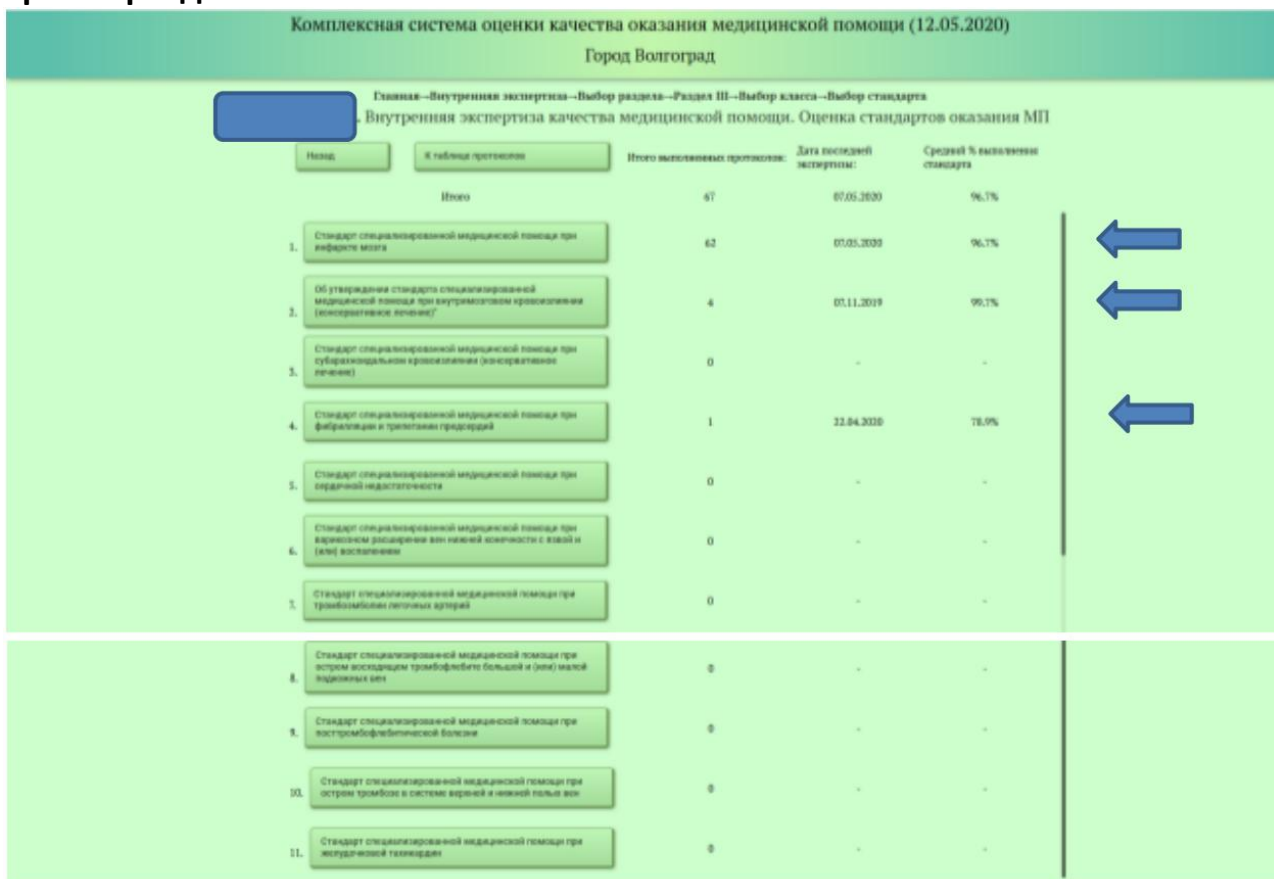 Комплексная система оценки качества оказания медицинской помощи (12.05.2020)
Город Волгоград
Главная→Внутренняя экспертиза→Выбор раздела→Раздел III→Выбор класса→Выбор стандарта
. Внутренняя экспертиза качества медицинской помощи. Оценка стандартов оказания МП
Назад
К таблице протоколов
Итого выполненных протоколов:
Дата последней
экспертизы:
Средний % выполнения
стандарта
Итого 67 07.05.2020 96.7%
1. Стандарт специализированной медицинской помощи при
инфаркте мозга
62 07.05.2020 96.7%
2. Об утверждении стандарта специализированной
медицинской помощи при внутримозговом кровоизлиянии
(консервативное лечение)"
4 07.11.2019 99.7%
3. Стандарт специализированной медицинской помощи при
субарахноидальном кровоизлиянии (консервативное
лечение)
0 - -
4. Стандарт специализированной медицинской помощи при
фибрилляции и трепетании предсердий
1 22.04.2020 78.9%
5. Стандарт специализированной медицинской помощи при
сердечной недостаточности
0 - -
6. Стандарт специализированной медицинской помощи при
варикозном расширении вен нижней конечности с язвой и
(или) воспалением
0 - -
7. Стандарт специализированной медицинской помощи при
тромбоэмболии легочных артерий
0 - -
8. Стандарт специализированной медицинской помощи при
остром восходящем тромбофлебите большой и (или) малой
подкожных вен
0 - -
9. Стандарт специализированной медицинской помощи при
посттромбофлебитической болезни
0 - -
10. Стандарт специализированной медицинской помощи при
остром тромбозе в системе верхней и нижней полых вен
0 - -
11. Стандарт специализированной медицинской помощи при
желудочковой тахикардии
0 - -